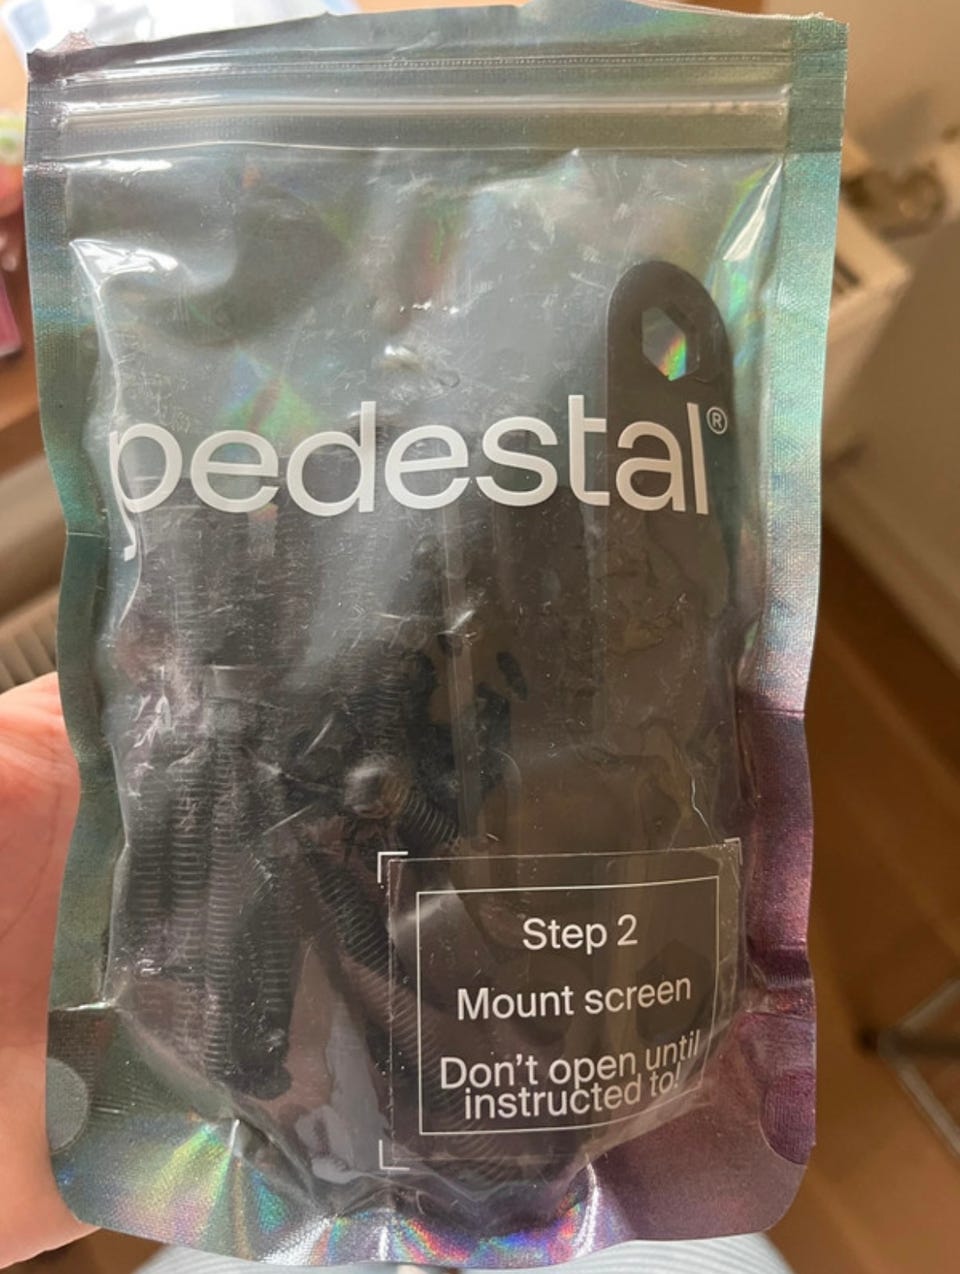 pedestal®
Step 2
Mount screen
Don't open until
instructed to!